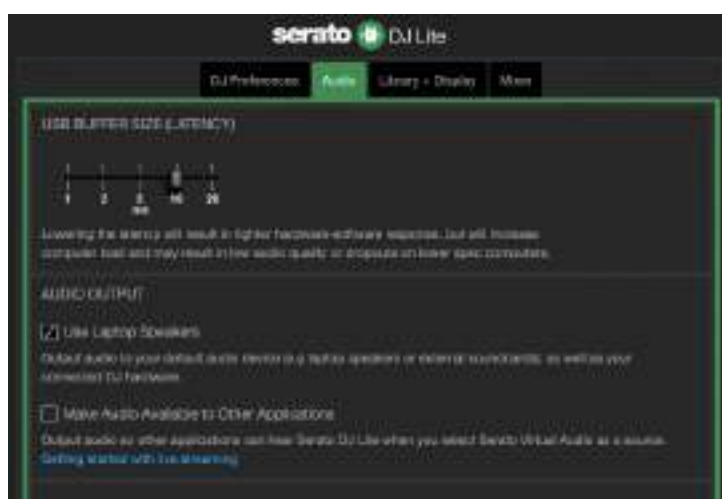 serato DJ Lite
DJ Preferences Audio Library + Display Mixer
USB BUFFER SIZE (LATENCY)
1 2 5 10 20
ms
Lowering the latency will result in tighter hardware-software response, but will increase
computer load and may result in low audio quality or dropouts on lower spec computers.
AUDIO OUTPUT
Use Laptop Speakers
Output audio to your default audio device (e.g laptop speakers or external soundcards), as well as your
connected DJ hardware.
Make Audio Available to Other Applications
Output audio so other applications can hear Serato DJ Lite when you select Serato Virtual Audio as a source.
Getting started with live streaming